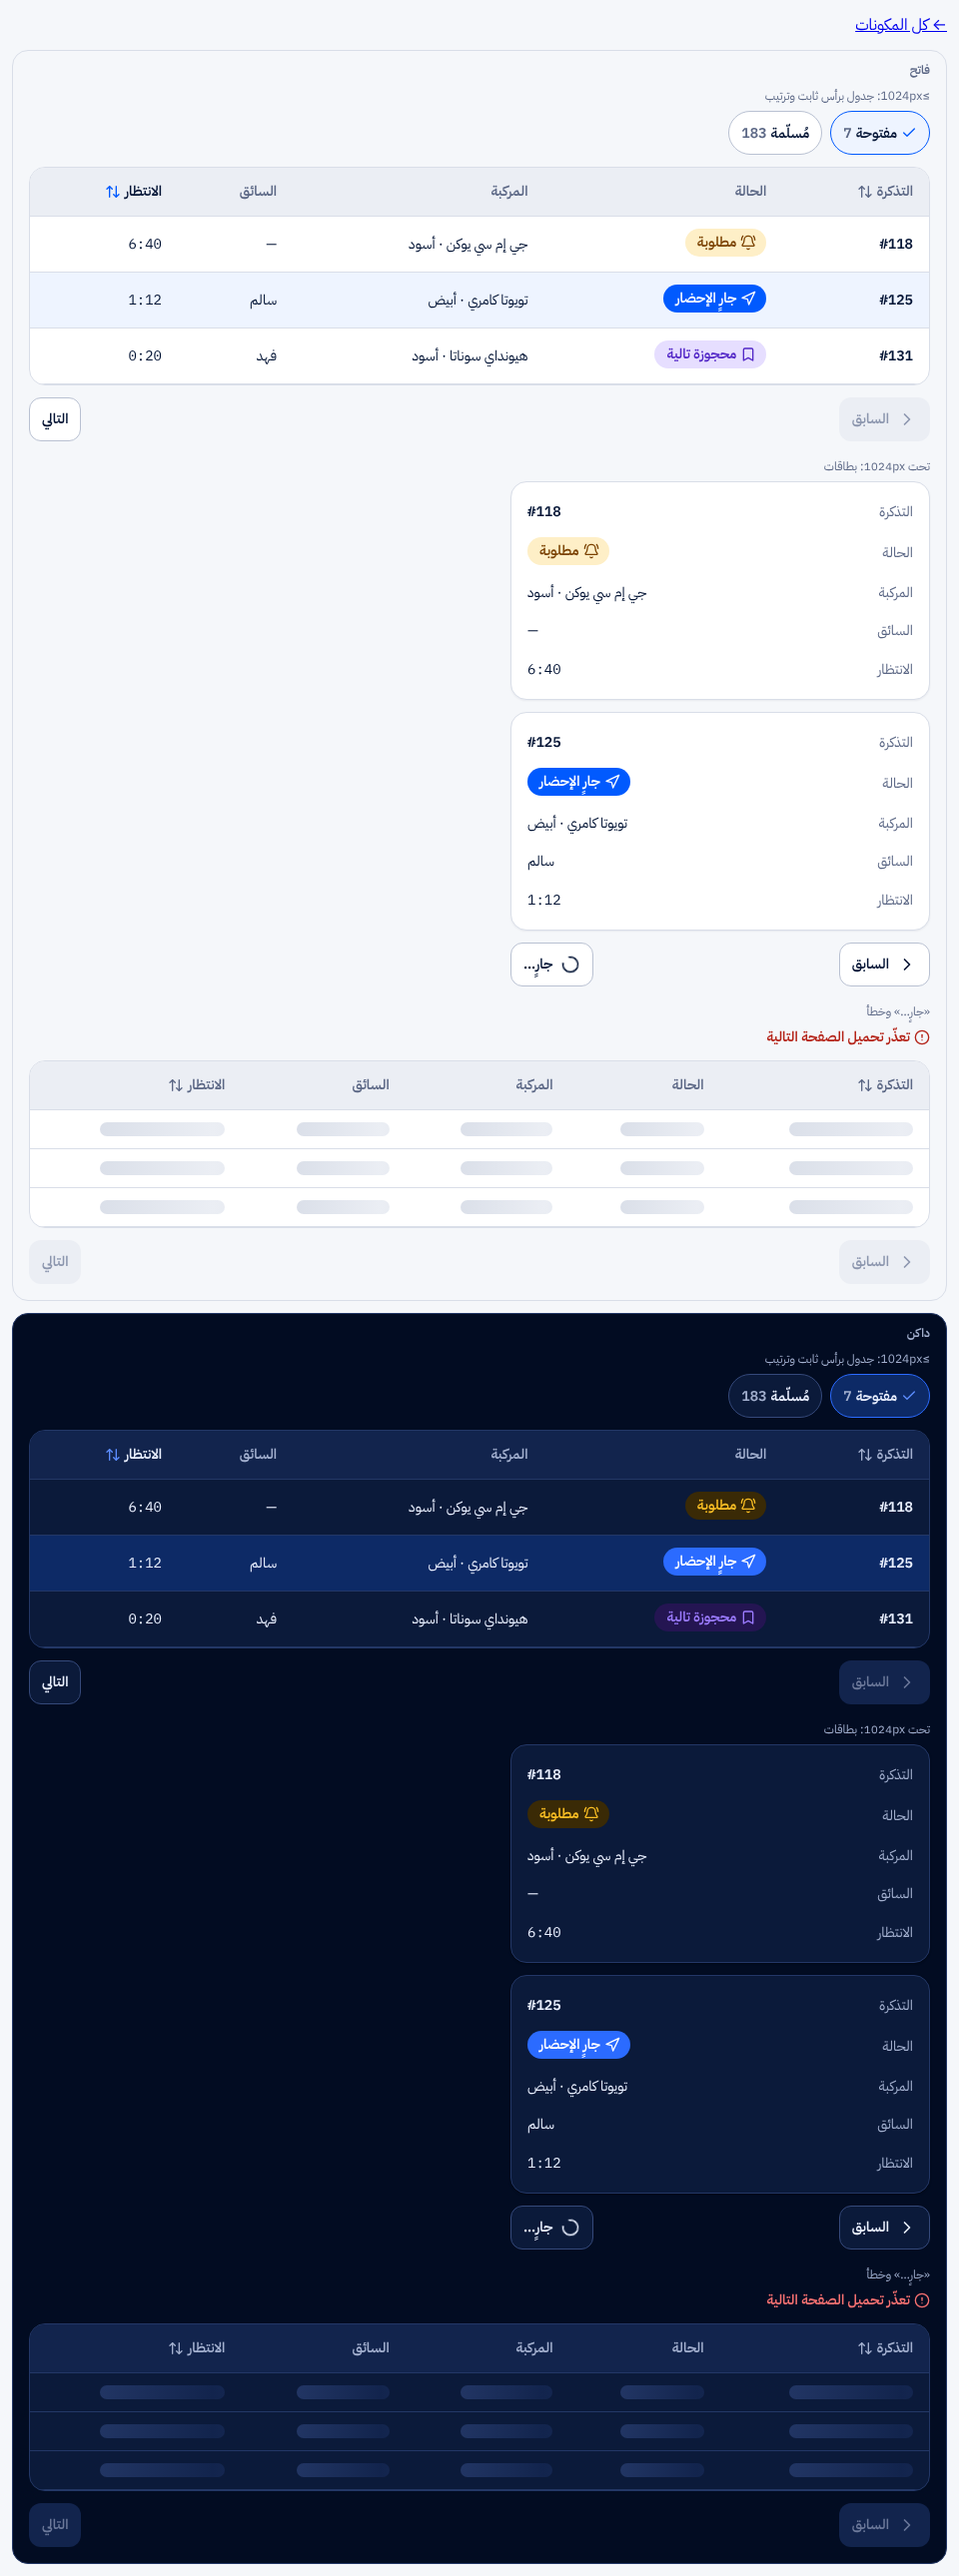 ← كل المكونات
فاتح
≥1024px: جدول برأس ثابت وترتيب
مفتوحة 7 مُسلّمة 183
التذكرة الحالة المركبة السائق الانتظار
#118 مطلوبة جي إم سي يوكن · أسود — 6:40
#125 جارٍ الإحضار تويوتا كامري · أبيض سالم 1:12
#131 محجوزة تالية هيونداي سوناتا · أسود فهد 0:20
السابق التالي
تحت 1024px: بطاقات
التذكرة #118
الحالة مطلوبة
المركبة جي إم سي يوكن · أسود
السائق —
الانتظار 6:40
التذكرة #125
الحالة جارٍ الإحضار
المركبة تويوتا كامري · أبيض
السائق سالم
الانتظار 1:12
السابق جارٍ…
«جارٍ…» وخطأ
تعذّر تحميل الصفحة التالية
التذكرة الحالة المركبة السائق الانتظار
السابق التالي
داكن
≥1024px: جدول برأس ثابت وترتيب
مفتوحة 7 مُسلّمة 183
التذكرة الحالة المركبة السائق الانتظار
#118 مطلوبة جي إم سي يوكن · أسود — 6:40
#125 جارٍ الإحضار تويوتا كامري · أبيض سالم 1:12
#131 محجوزة تالية هيونداي سوناتا · أسود فهد 0:20
السابق التالي
تحت 1024px: بطاقات
التذكرة #118
الحالة مطلوبة
المركبة جي إم سي يوكن · أسود
السائق —
الانتظار 6:40
التذكرة #125
الحالة جارٍ الإحضار
المركبة تويوتا كامري · أبيض
السائق سالم
الانتظار 1:12
السابق جارٍ…
«جارٍ…» وخطأ
تعذّر تحميل الصفحة التالية
التذكرة الحالة المركبة السائق الانتظار
السابق التالي